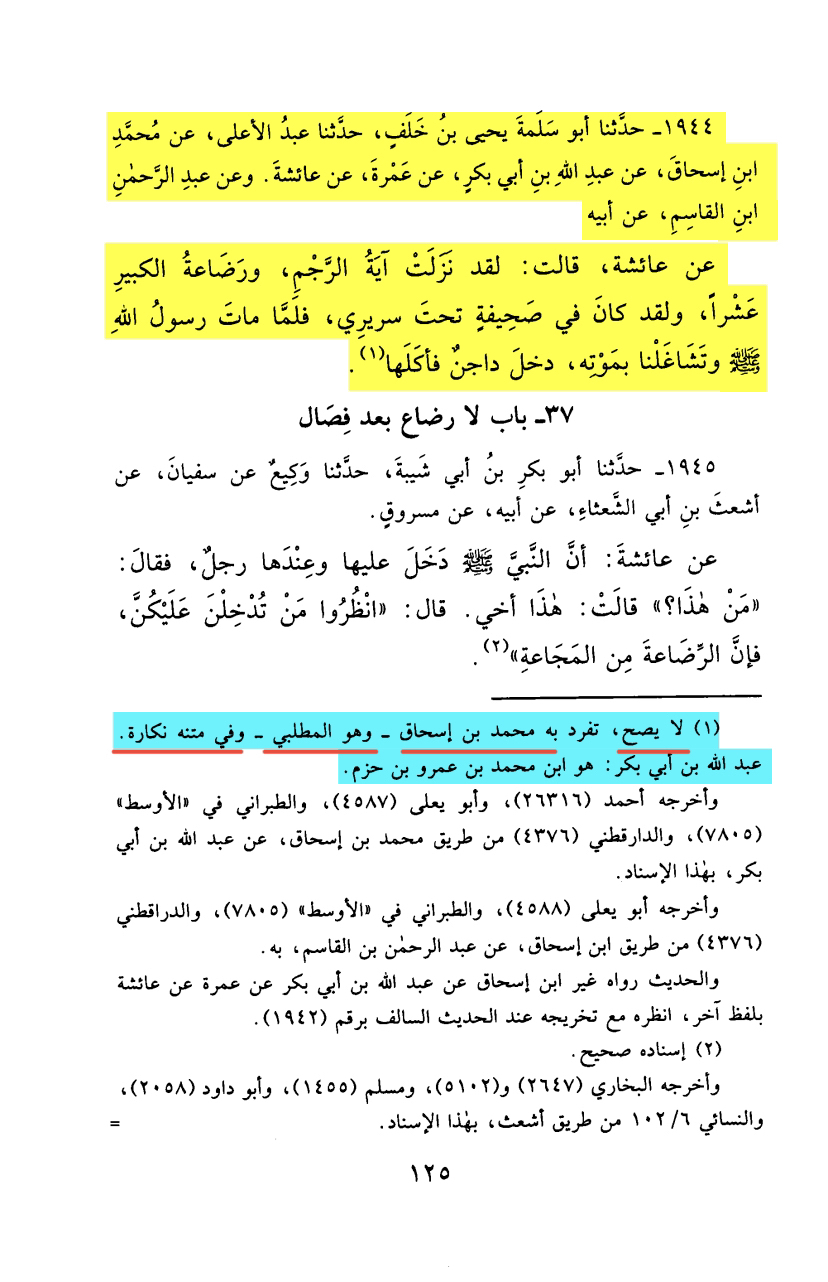 ١٩٤٤ـ حدَّثنا أبو سَلَمةَ يحيى بنُ خَلَفٍ، حدَّثنا عبدُ الأعلى، عن مُحمَّدِ
ابنِ إسحاقَ، عن عبدِ اللهِ بنِ أبي بكرٍ، عن عَمْرةَ، عن عائشةَ. وعن عبدِ الرَّحمٰنِ
ابنِ القاسِمِ، عن أبيه
عن عائشة، قالت: لقد نَزَلَتْ آيَةُ الرَّجْمِ، ورَضَاعةُ الكبيرِ
عَشْراً، ولقد كانَ في صَحِيفةٍ تحتَ سريرِي، فلَمَّا ماتَ رسولُ اللهِ
ﷺ وتَشَاغَلْنا بمَوْتِه، دخلَ داجنٌ فأكَلَها(١).
٣٧ـ باب لا رضاع بعد فِصَال
١٩٤٥ـ حدَّثنا أبو بكرِ بنُ أبي شَيبةَ، حدَّثنا وَكِيعٌ عن سفيانَ، عن
أشعثَ بنِ أبي الشَّعثاءِ، عن أبيه، عن مسروقٍ.
عن عائشةَ: أنَّ النَّبيَّ ﷺ دَخَلَ عليها وعِنْدَها رجلٌ، فقالَ:
«مَنْ هٰذَا؟» قالَتْ: هٰذَا أخي. قال: «انْظُرُوا مَنْ تُدْخِلْنَ عَلَيْكُنَّ،
فإنَّ الرِّضَاعةَ مِن المَجَاعةِ»(٢).
(١) لا يصح، تفرد به محمد بن إسحاق ـ وهو المطلبي ـ وفي متنه نكارة.
عبد الله بن أبي بكر: هو ابن محمد بن عمرو بن حزم.
وأخرجه أحمد (٢٦٣١٦)، وأبو يعلى (٤٥٨٧)، والطبراني في «الأوسط»
(٧٨٠٥)، والدارقطني (٤٣٧٦) من طريق محمد بن إسحاق، عن عبد الله بن أبي
بكر، بهٰذا الإسناد.
وأخرجه أبو يعلى (٤٥٨٨)، والطبراني في «الأوسط» (٧٨٠٥)، والدراقطني
(٤٣٧٦) من طريق ابن إسحاق، عن عبد الرحمٰن بن القاسم، به.
والحديث رواه غير ابن إسحاق عن عبد الله بن أبي بكر عن عمرة عن عائشة
بلفظ آخر، انظره مع تخريجه عند الحديث السالف برقم (١٩٤٢).
(٢) إسناده صحيح.
وأخرجه البخاري (٢٦٤٧) و(٥١٠٢)، ومسلم (١٤٥٥)، وأبو داود (٢٠٥٨)،
والنسائي ٦/ ١٠٢ من طريق أشعث، بهٰذا الإسناد. =
١٢٥